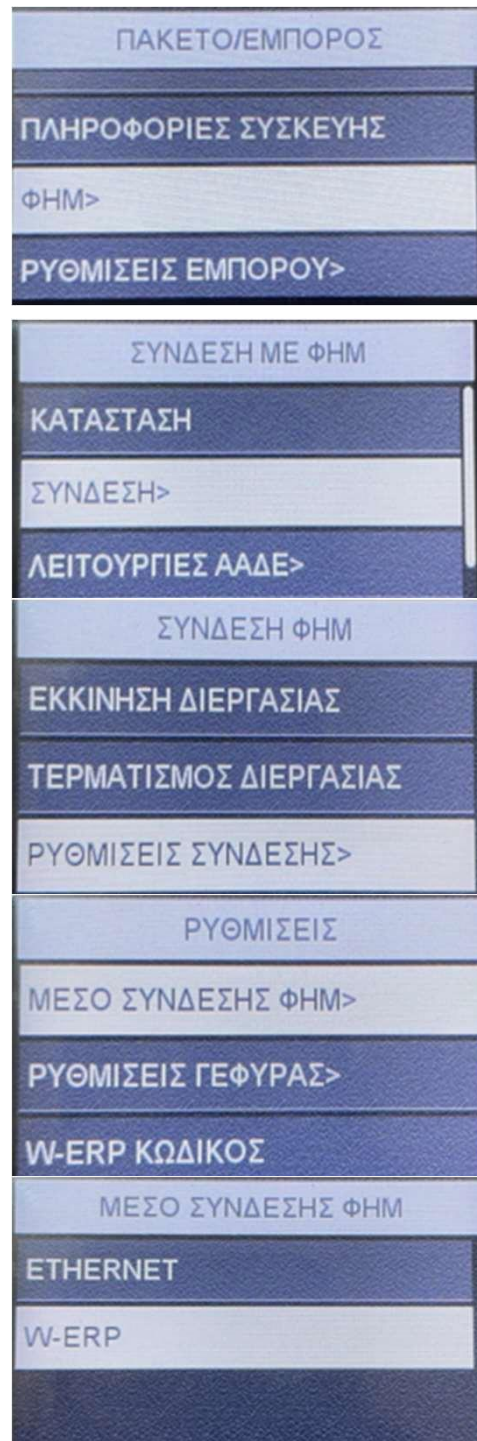 ΠΑΚΕΤΟ/ΕΜΠΟΡΟΣ
ΠΛΗΡΟΦΟΡΙΕΣ ΣΥΣΚΕΥΗΣ
ΦΗΜ>
ΡΥΘΜΙΣΕΙΣ ΕΜΠΟΡΟΥ>
ΣΥΝΔΕΣΗ ΜΕ ΦΗΜ
ΚΑΤΑΣΤΑΣΗ
ΣΥΝΔΕΣΗ>
ΛΕΙΤΟΥΡΓΙΕΣ ΑΑΔΕ>
ΣΥΝΔΕΣΗ ΦΗΜ
ΕΚΚΙΝΗΣΗ ΔΙΕΡΓΑΣΙΑΣ
ΤΕΡΜΑΤΙΣΜΟΣ ΔΙΕΡΓΑΣΙΑΣ
ΡΥΘΜΙΣΕΙΣ ΣΥΝΔΕΣΗΣ>
ΡΥΘΜΙΣΕΙΣ
ΜΕΣΟ ΣΥΝΔΕΣΗΣ ΦΗΜ>
ΡΥΘΜΙΣΕΙΣ ΓΕΦΥΡΑΣ>
W-ERP ΚΩΔΙΚΟΣ
ΜΕΣΟ ΣΥΝΔΕΣΗΣ ΦΗΜ
ETHERNET
W-ERP